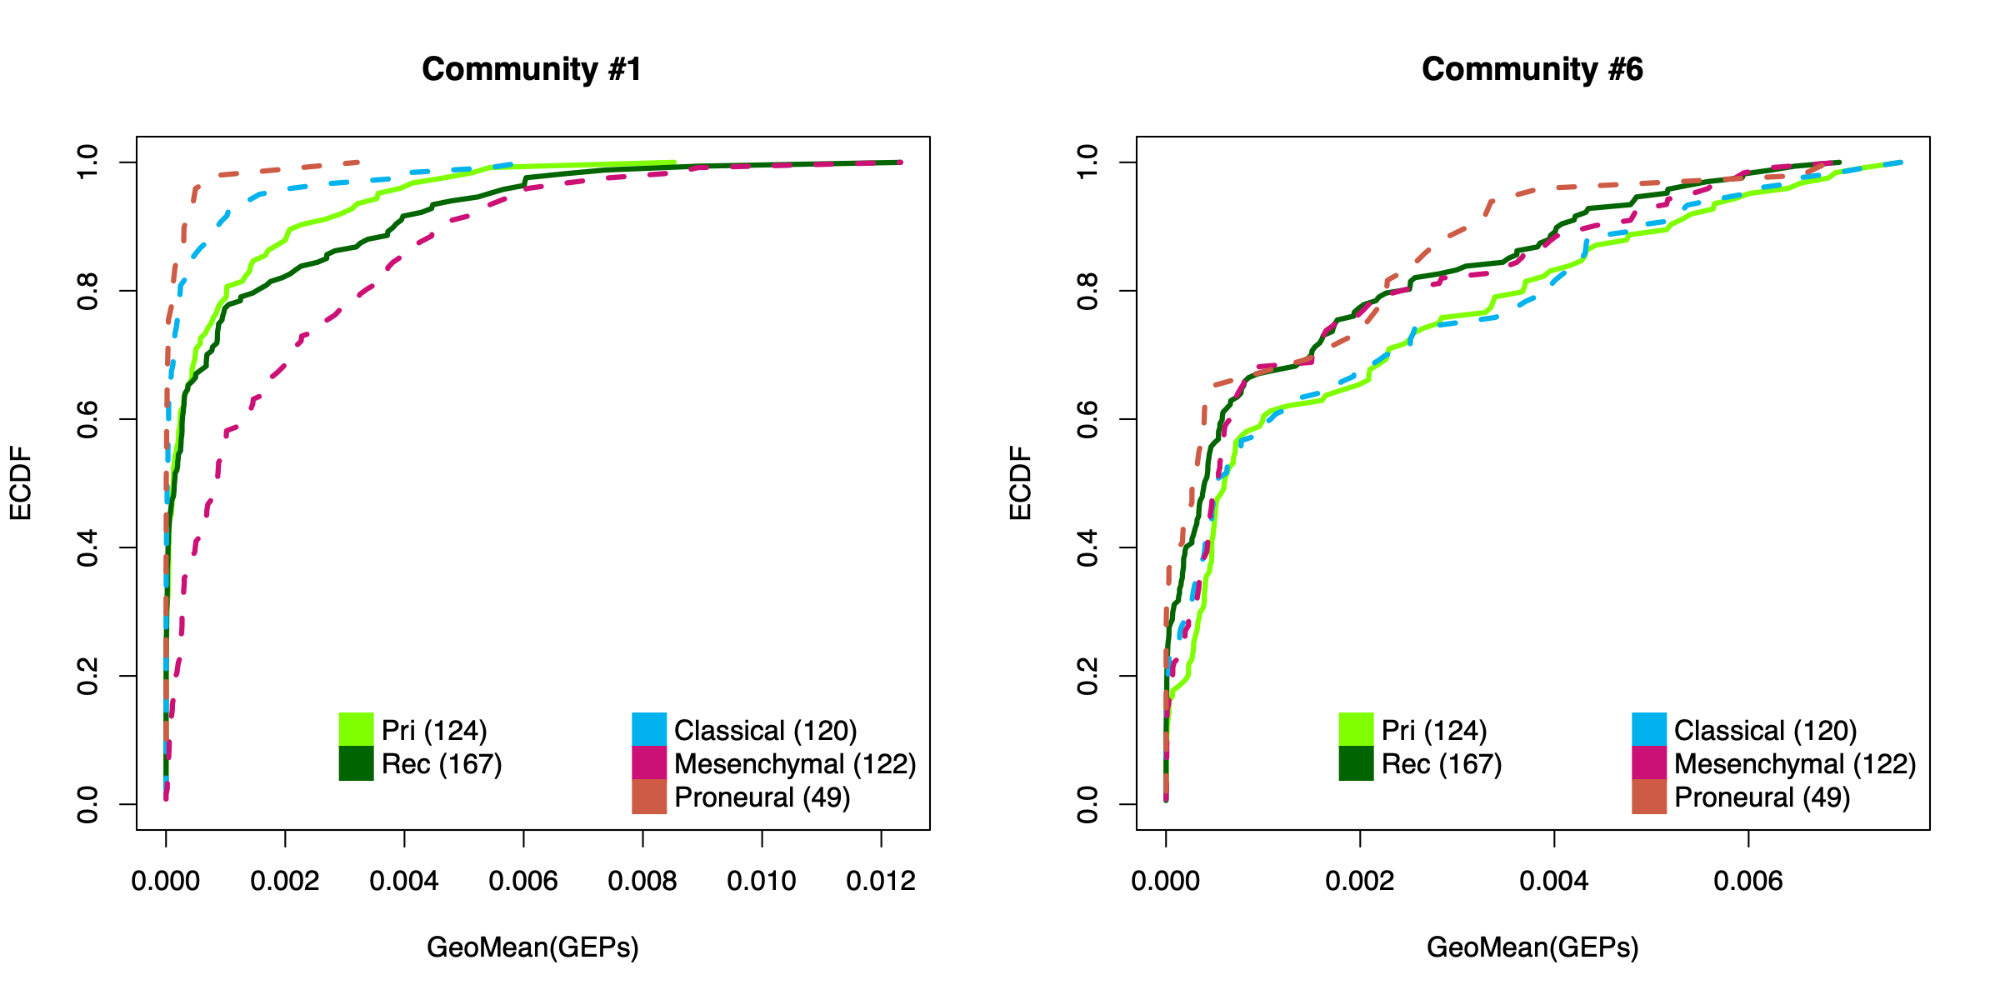 Community #1
ECDF
1.0
0.8
0.6
0.4
0.2
0.0
Pri (124)
Rec (167)
Classical (120)
Mesenchymal (122)
Proneural (49)
0.000 0.002 0.004 0.006 0.008 0.010 0.012
GeoMean(GEPs)
Community #6
ECDF
1.0
0.8
0.6
0.4
0.2
0.0
Pri (124)
Rec (167)
Classical (120)
Mesenchymal (122)
Proneural (49)
0.000 0.002 0.004 0.006
GeoMean(GEPs)